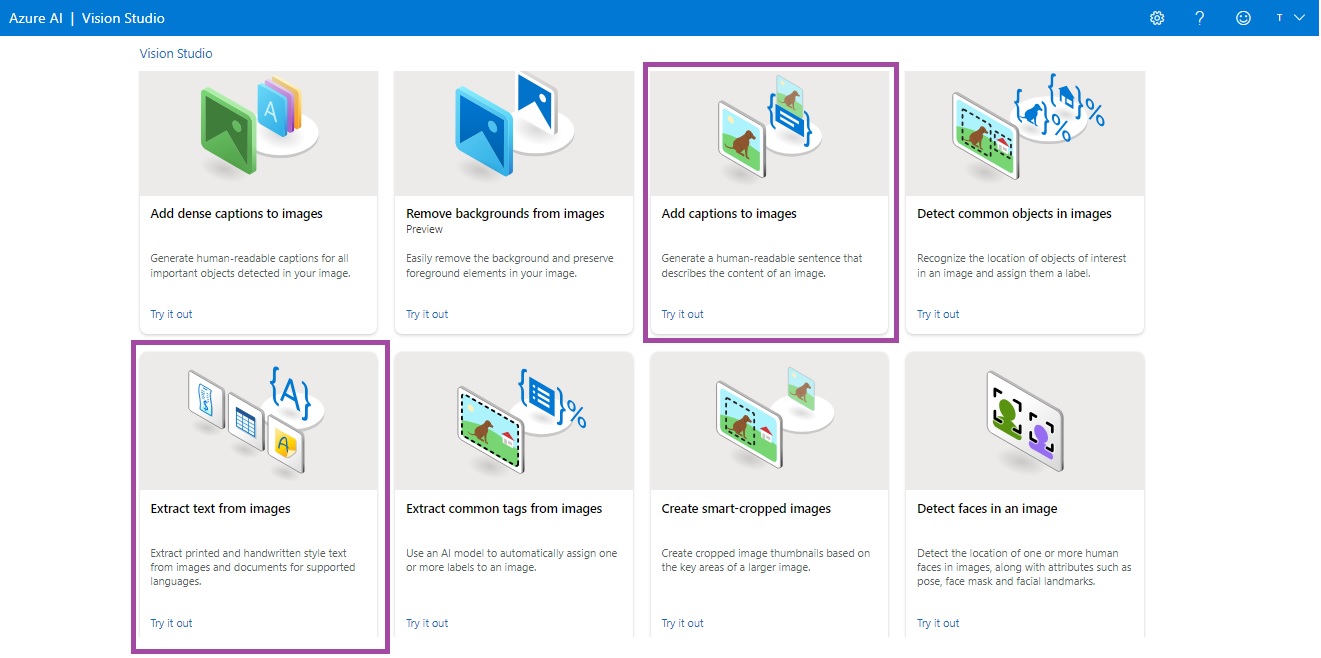 Azure AI | Vision Studio
? T
Vision Studio
A
Add dense captions to images
Generate human-readable captions for all
important objects detected in your image.
Try it out
Remove backgrounds from images
Preview
Easily remove the background and preserve
foreground elements in your image.
Try it out
Add captions to images
Generate a human-readable sentence that
describes the content of an image.
Try it out
{ } % { } %
Detect common objects in images
Recognize the location of objects of interest
in an image and assign them a label.
Try it out
{A}
A
Extract text from images
Extract printed and handwritten style text
from images and documents for supported
languages.
Try it out
{ } %
Extract common tags from images
Use an AI model to automatically assign one
or more labels to an image.
Try it out
Create smart-cropped images
Create cropped image thumbnails based on
the key areas of a larger image.
Try it out
Detect faces in an image
Detect the location of one or more human
faces in images, along with attributes such as
pose, face mask and facial landmarks.
Try it out